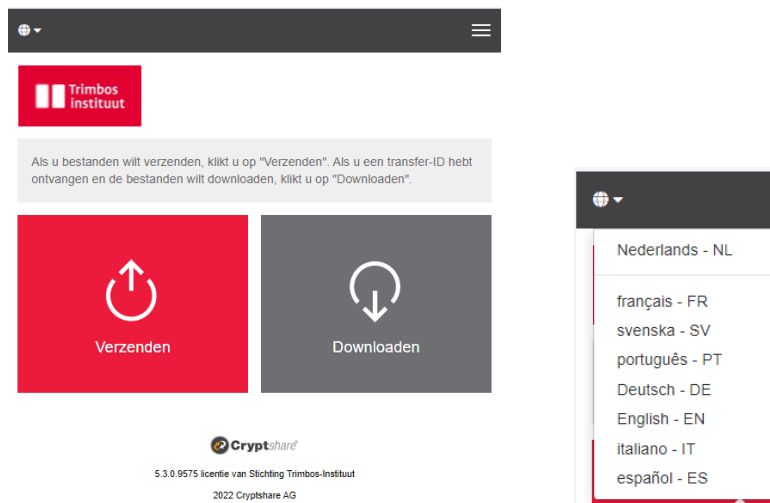 Trimbos
instituut
Als u bestanden wilt verzenden, klikt u op "Verzenden". Als u een transfer-ID hebt
ontvangen en de bestanden wilt downloaden, klikt u op "Downloaden".
Verzenden
Downloaden
Cryptshare
5.3.0.9575 licentie van Stichting Trimbos-Instituut
2022 Cryptshare AG
Nederlands - NL
français - FR
svenska - SV
português - PT
Deutsch - DE
English - EN
italiano - IT
español - ES